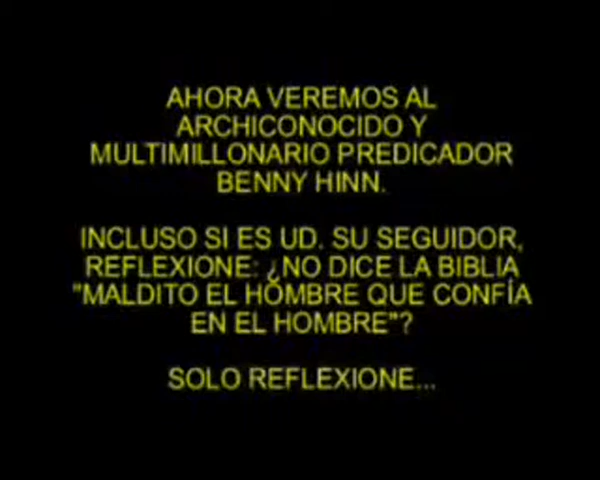 AHORA VEREMOS AL
ARCHICONOCIDO Y
MULTIMILLONARIO PREDICADOR
BENNY HINN.
INCLUSO SI ES UD. SU SEGUIDOR,
REFLEXIONE: ¿NO DICE LA BIBLIA
"MALDITO EL HOMBRE QUE CONFÍA
EN EL HOMBRE"?
SOLO REFLEXIONE...